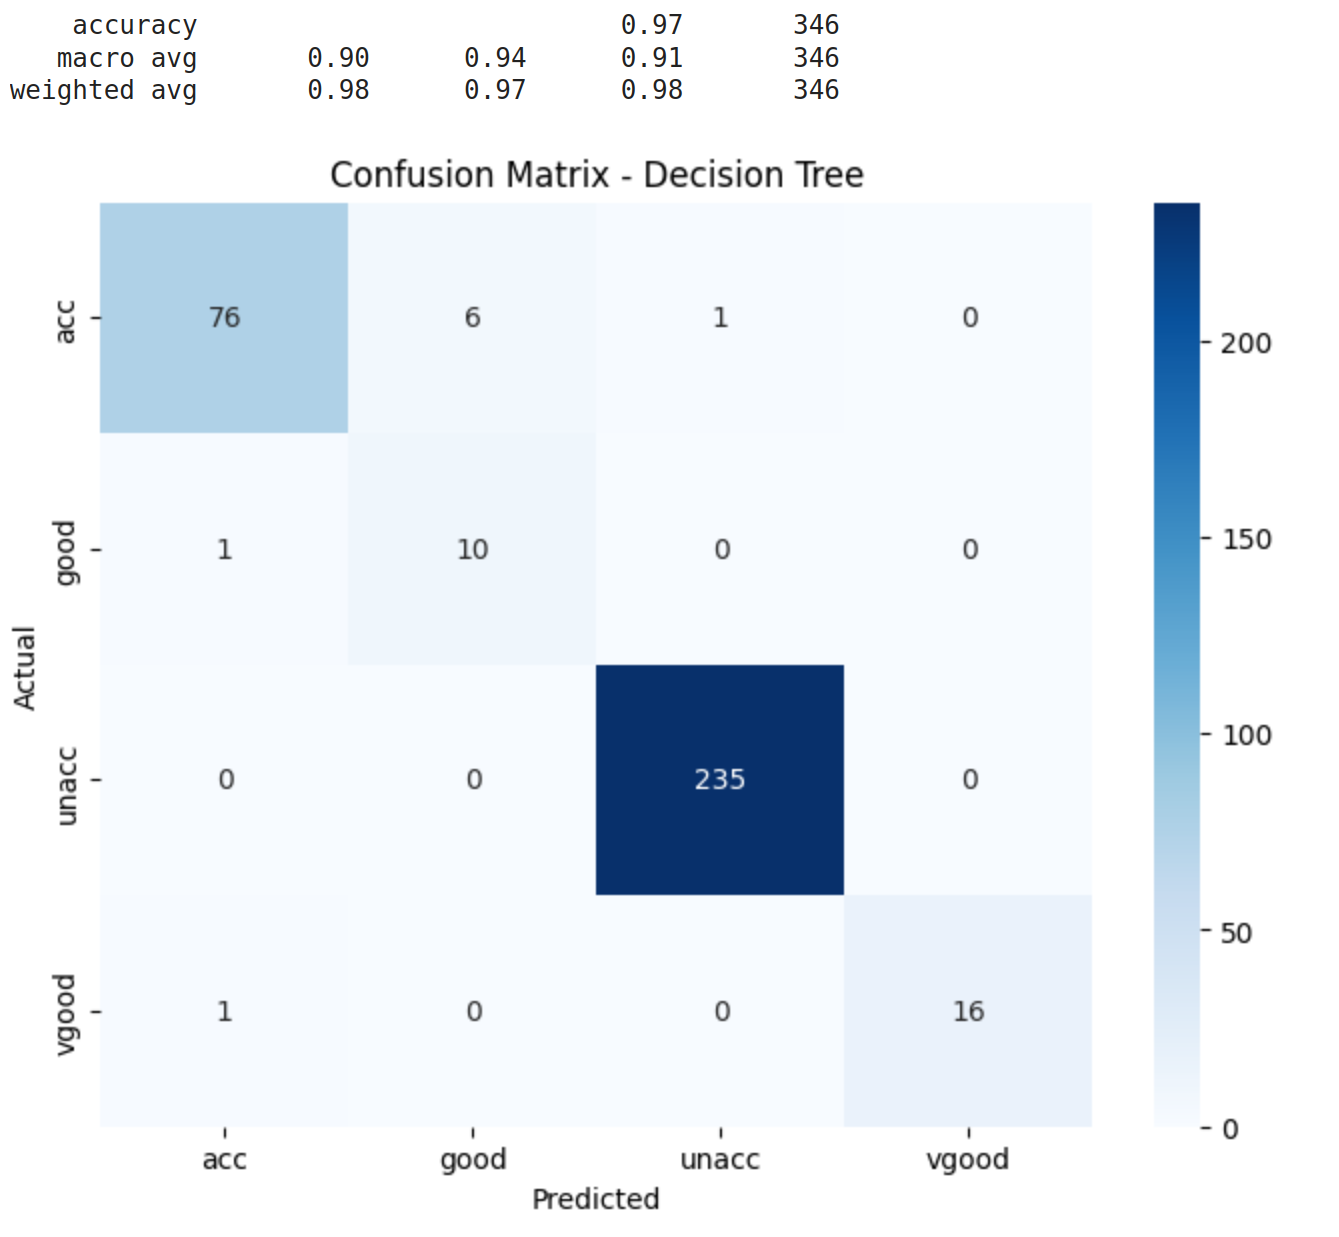 accuracy 0.97 346
macro avg 0.90 0.94 0.91 346
weighted avg 0.98 0.97 0.98 346
Confusion Matrix - Decision Tree
acc 76 6 1 0
good 1 10 0 0
unacc 0 0 235 0
vgood 1 0 0 16
Actual
acc good unacc vgood
Predicted
200
150
100
50
0